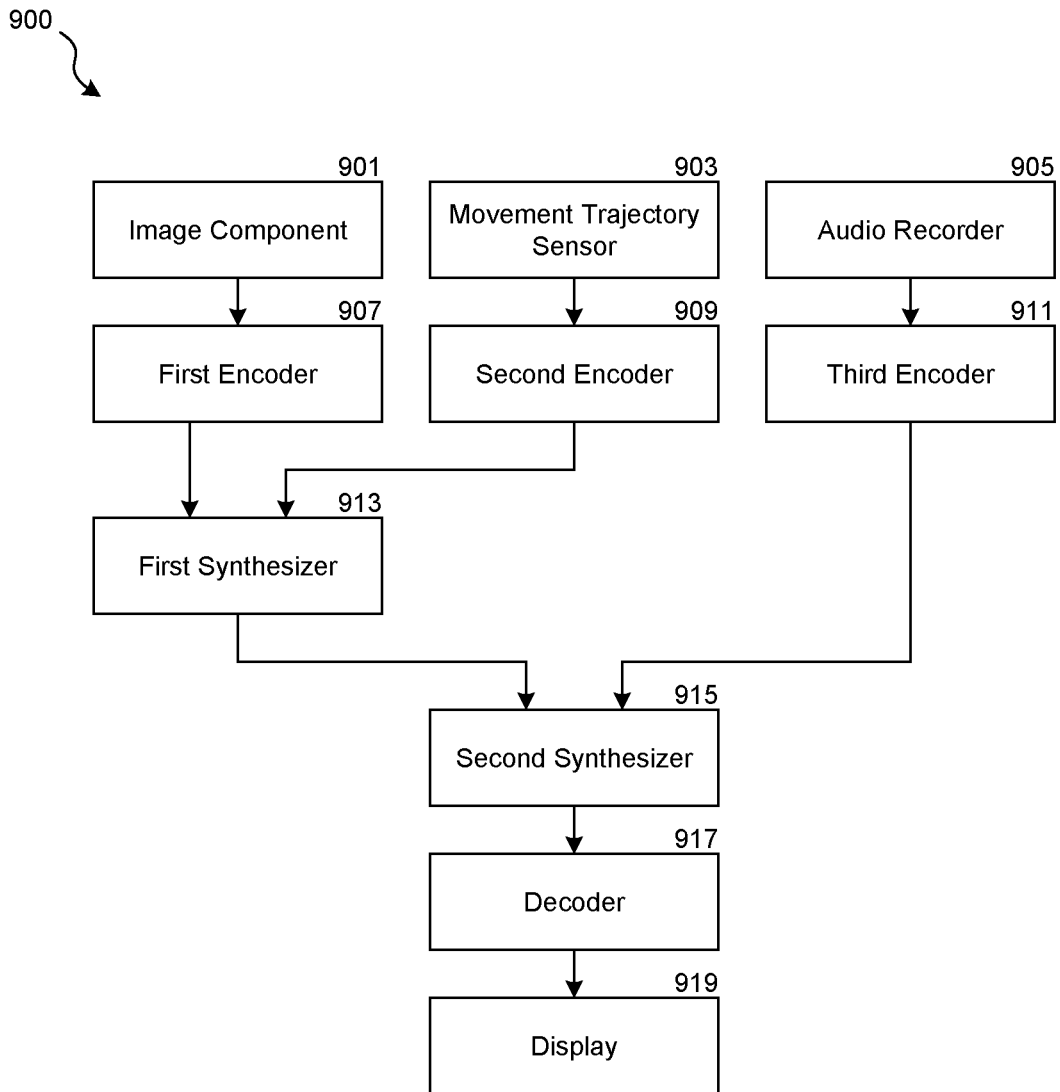 900
901
Image Component
903
Movement Trajectory
Sensor
905
Audio Recorder
907
First Encoder
909
Second Encoder
911
Third Encoder
913
First Synthesizer
915
Second Synthesizer
917
Decoder
919
Display